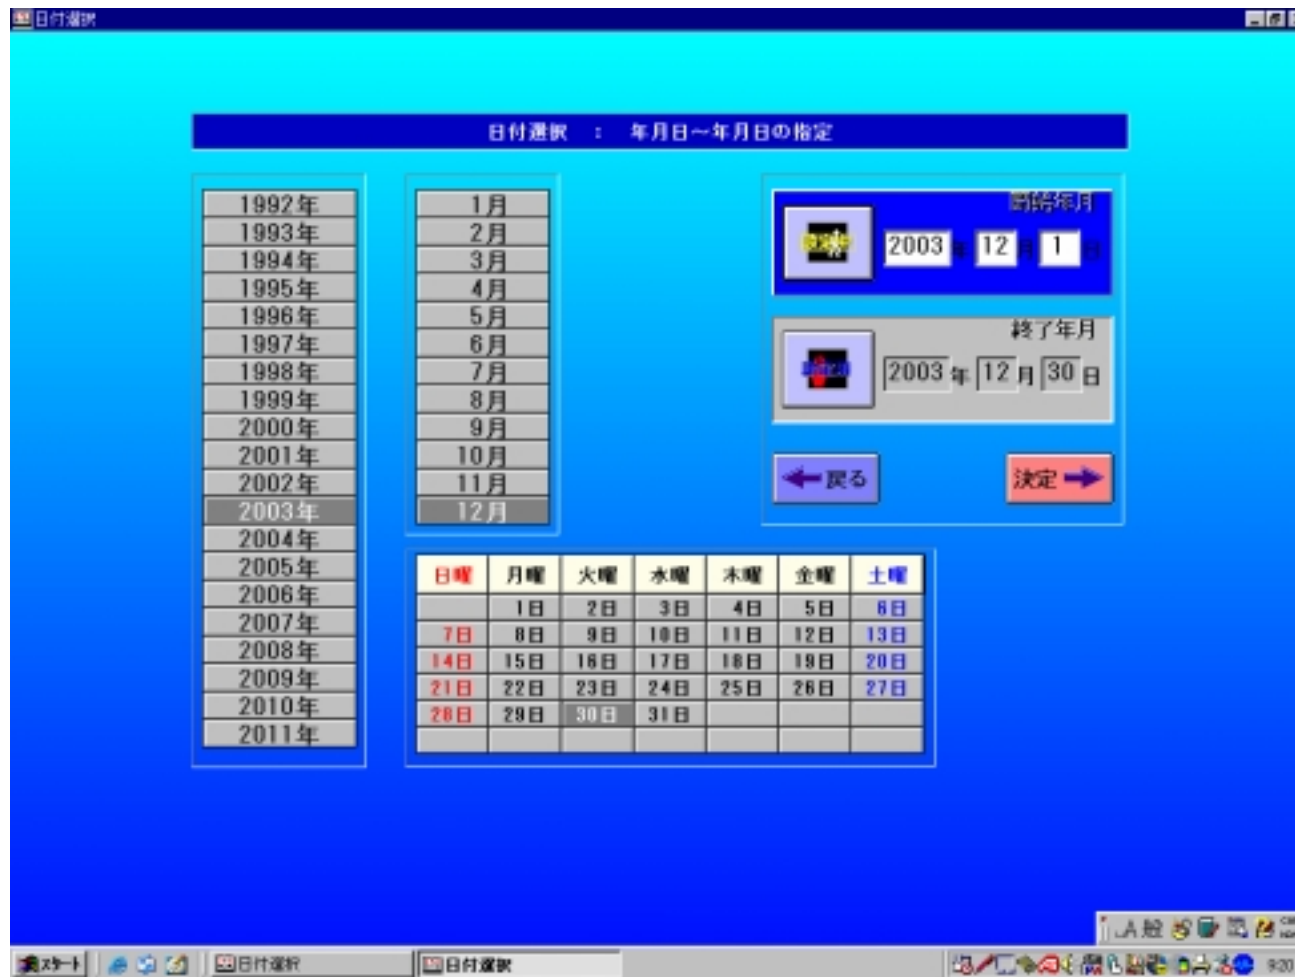 日付選択
日付選択 : 年月日～年月日の指定
1992年
1993年
1994年
1995年
1996年
1997年
1998年
1999年
2000年
2001年
2002年
2003年
2004年
2005年
2006年
2007年
2008年
2009年
2010年
2011年
1月
2月
3月
4月
5月
6月
7月
8月
9月
10月
11月
12月
開始年月
2003 年 12 月 1 日
終了年月
2003 年 12 月 30 日
戻る
決定
日曜 月曜 火曜 水曜 木曜 金曜 土曜
1日 2日 3日 4日 5日 6日
7日 8日 9日 10日 11日 12日 13日
14日 15日 16日 17日 18日 19日 20日
21日 22日 23日 24日 25日 26日 27日
28日 29日 30日 31日
A 般
スタート 日付選択 日付選択 9:20